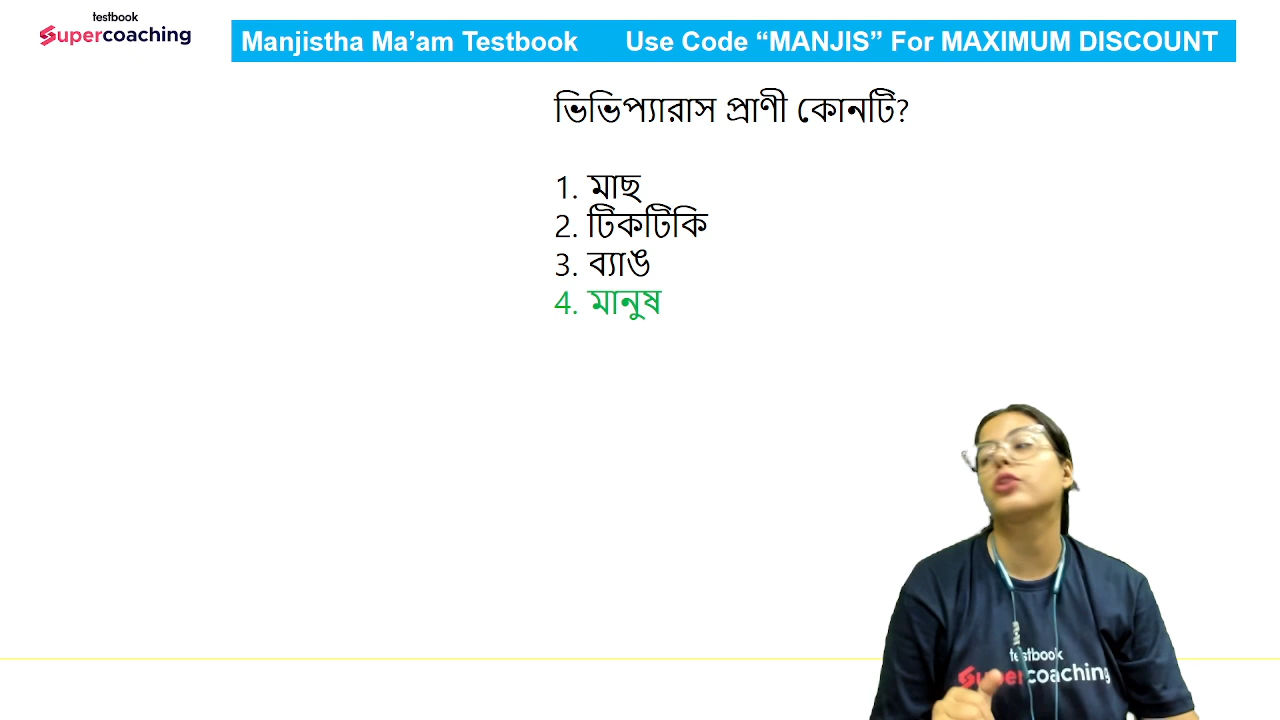 testbook
Supercoaching
Manjistha Ma’am Testbook Use Code “MANJIS” For MAXIMUM DISCOUNT
ভিভিপ্যারাস প্রাণী কোনটি?
1. মাছ
2. টিকটিকি
3. ব্যাঙ
4. মানুষ
testbook
Supercoaching